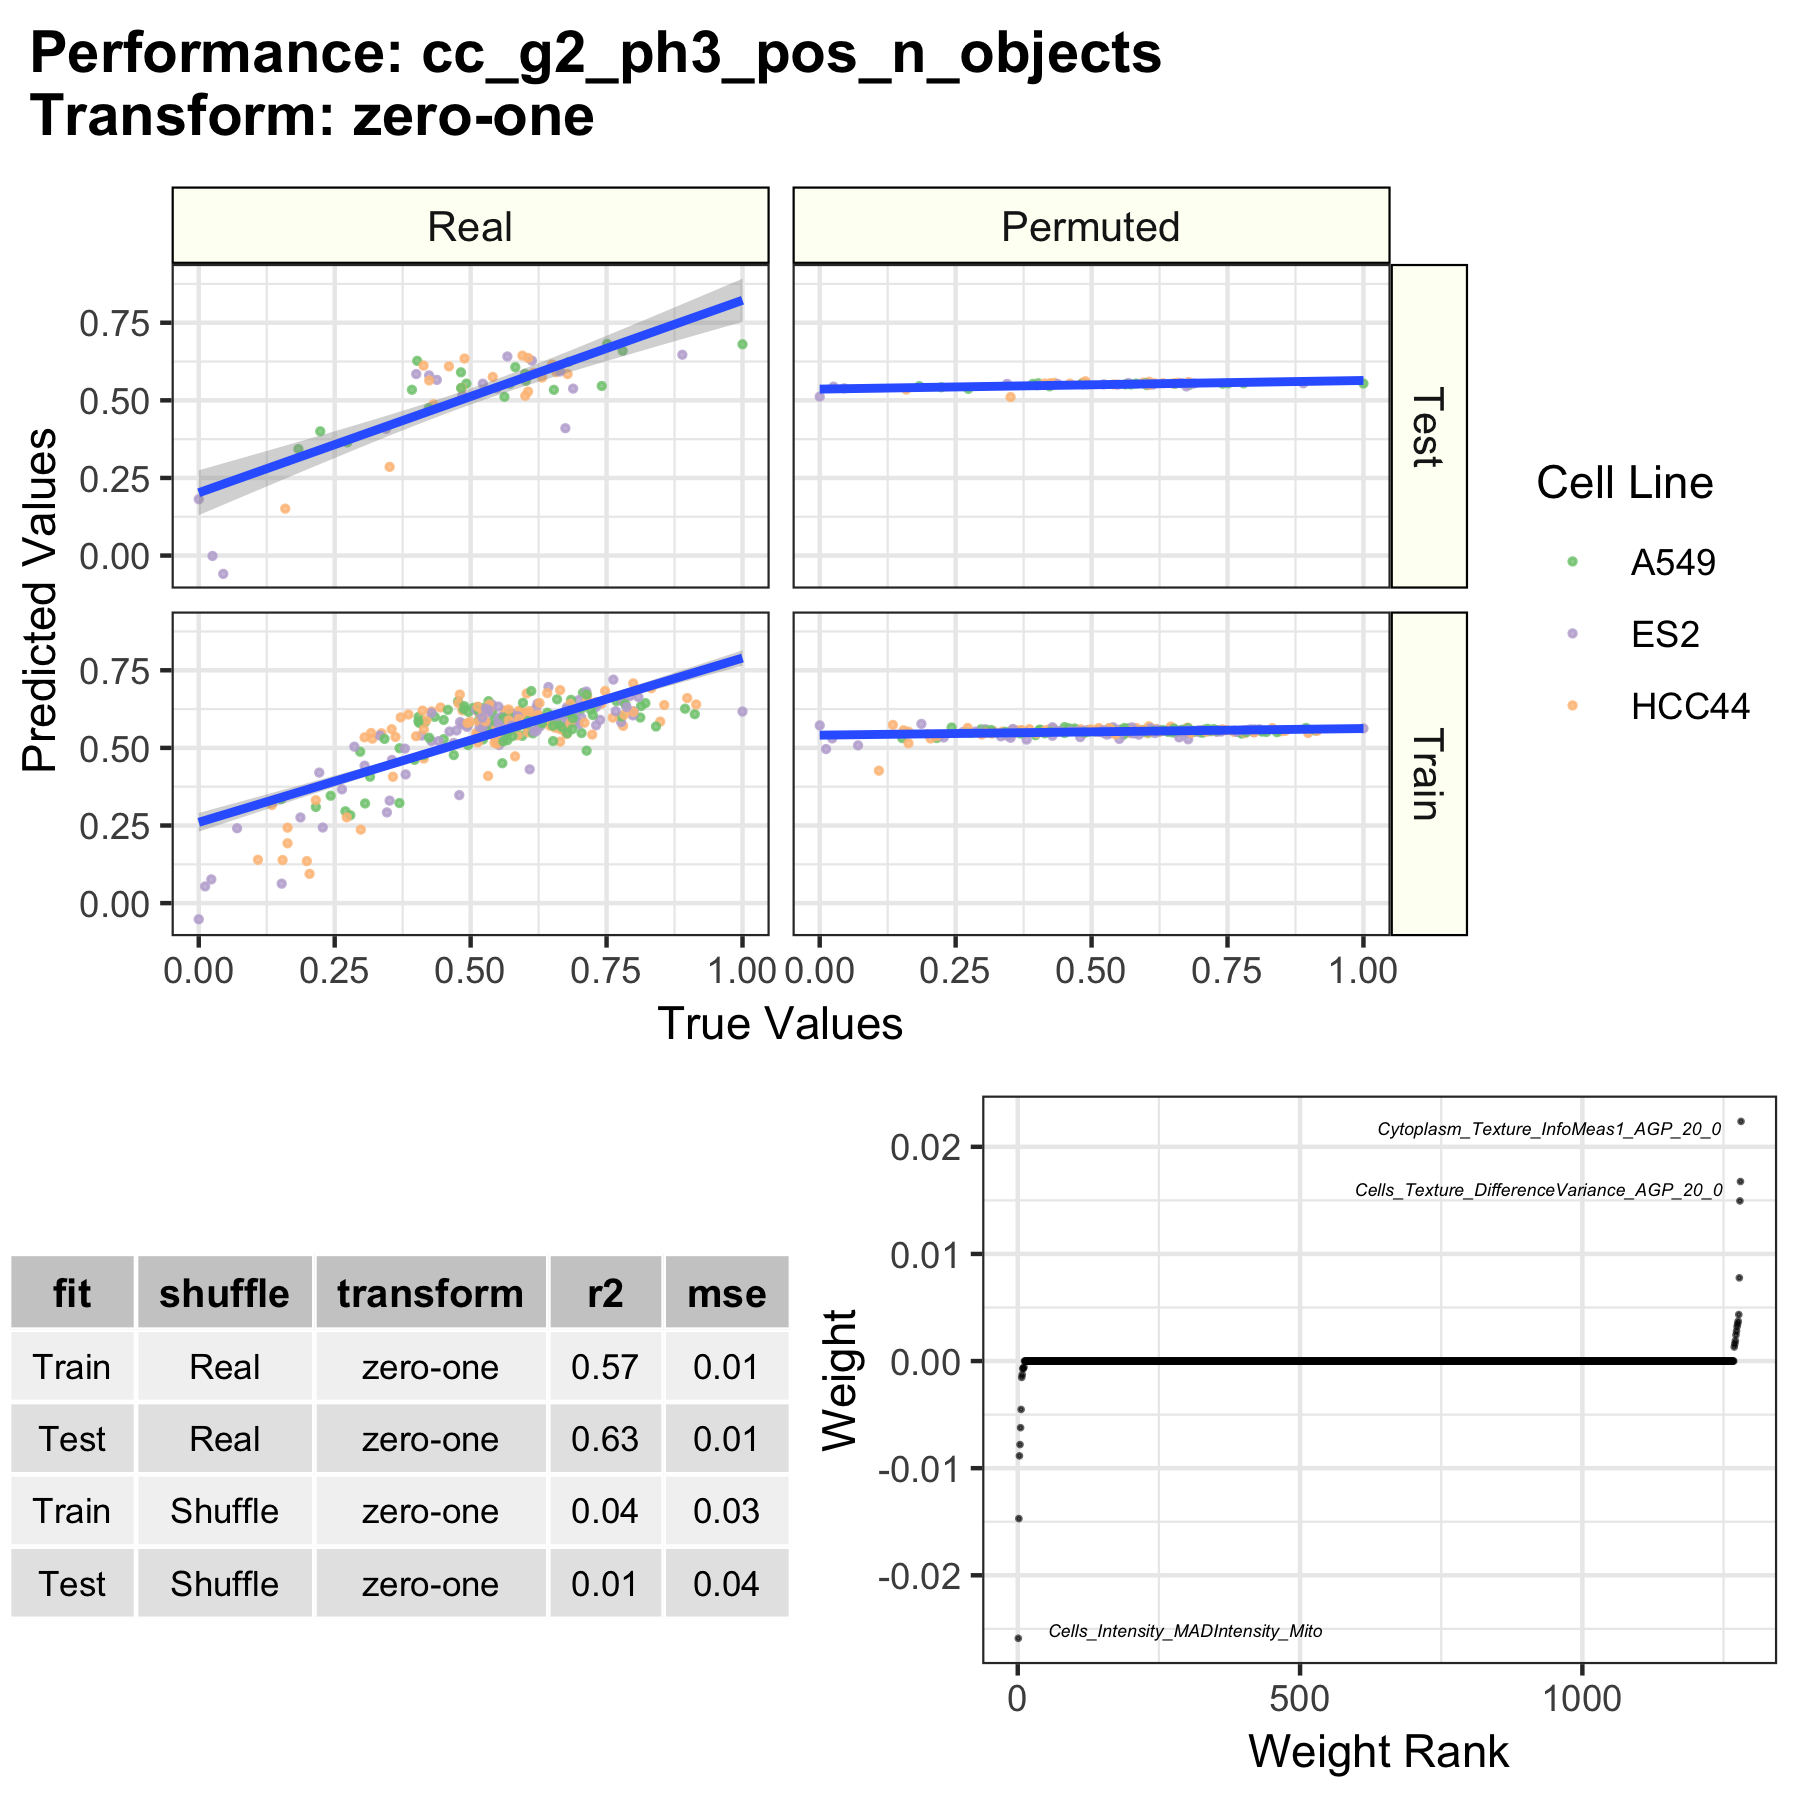 Performance: cc_g2_ph3_pos_n_objects
Transform: zero-one
Real
Permuted
0.75
0.50
0.25
0.00
Test
0.75
0.50
0.25
0.00
Train
Predicted Values
0.00 0.25 0.50 0.75 1.00
0.00 0.25 0.50 0.75 1.00
True Values
Cell Line
A549
ES2
HCC44
fit shuffle transform r2 mse
Train Real zero-one 0.57 0.01
Test Real zero-one 0.63 0.01
Train Shuffle zero-one 0.04 0.03
Test Shuffle zero-one 0.01 0.04
Weight
0.02
0.01
0.00
-0.01
-0.02
Cytoplasm_Texture_InfoMeas1_AGP_20_0
Cells_Texture_DifferenceVariance_AGP_20_0
Cells_Intensity_MADIntensity_Mito
0 500 1000
Weight Rank